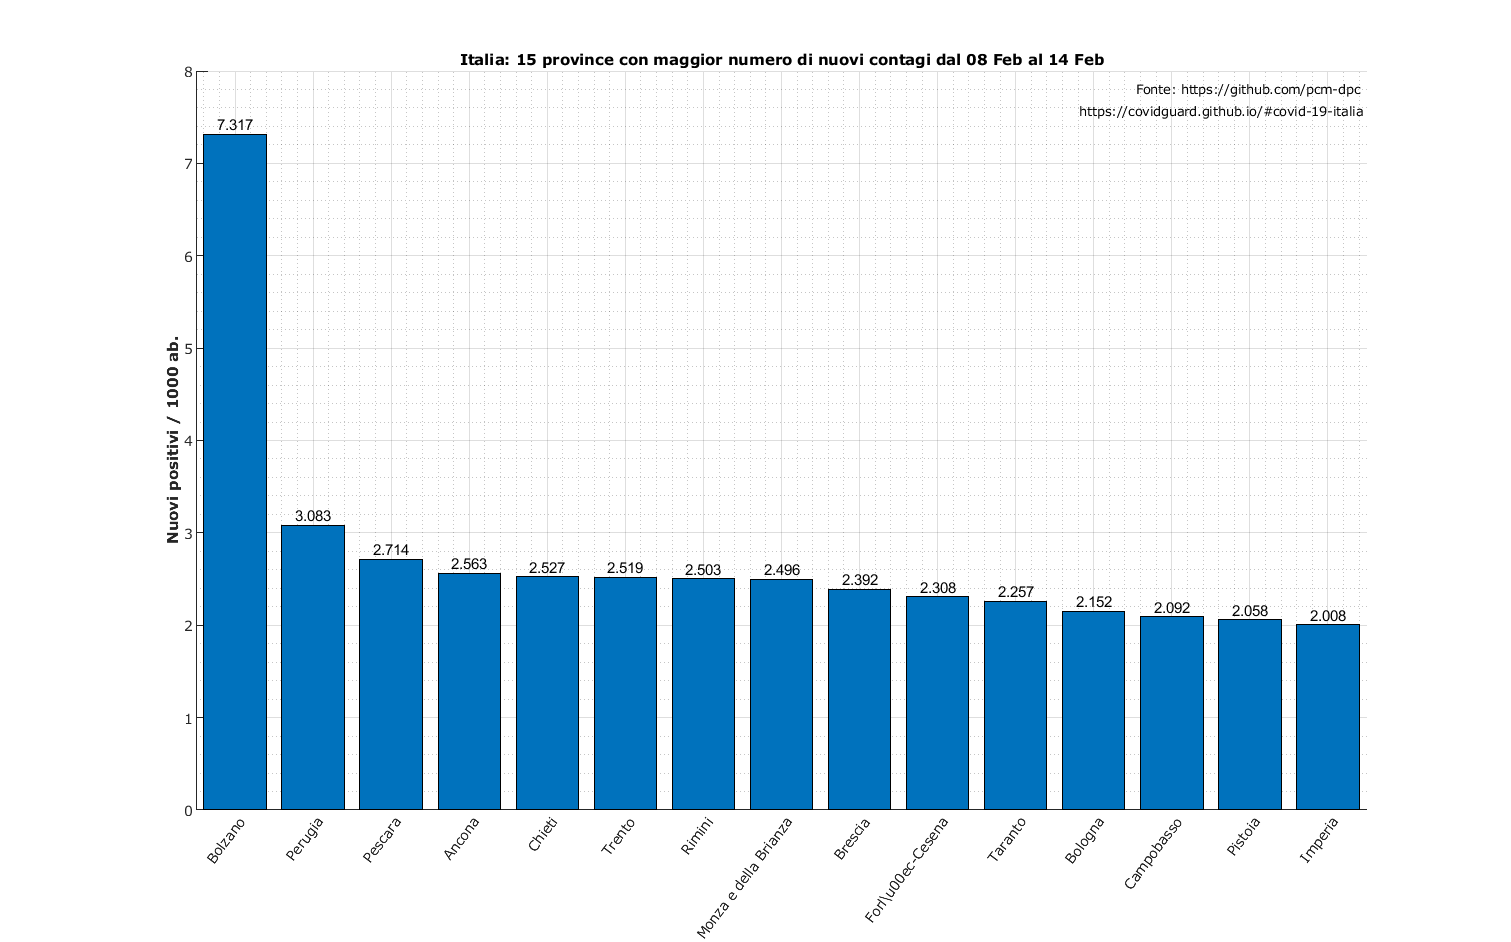 Italia: 15 province con maggior numero di nuovi contagi dal 08 Feb al 14 Feb
Fonte: https://github.com/pcm-dpc
https://covidguard.github.io/#covid-19-italia
Nuovi positivi / 1000 ab.
8
7
6
5
4
3
2
1
0
7.317
3.083
2.714
2.563
2.527
2.519
2.503
2.496
2.392
2.308
2.257
2.152
2.092
2.058
2.008
Bolzano
Perugia
Pescara
Ancona
Chieti
Trento
Rimini
Monza e della Brianza
Brescia
Forl\u00ec-Cesena
Taranto
Bologna
Campobasso
Pistoia
Imperia